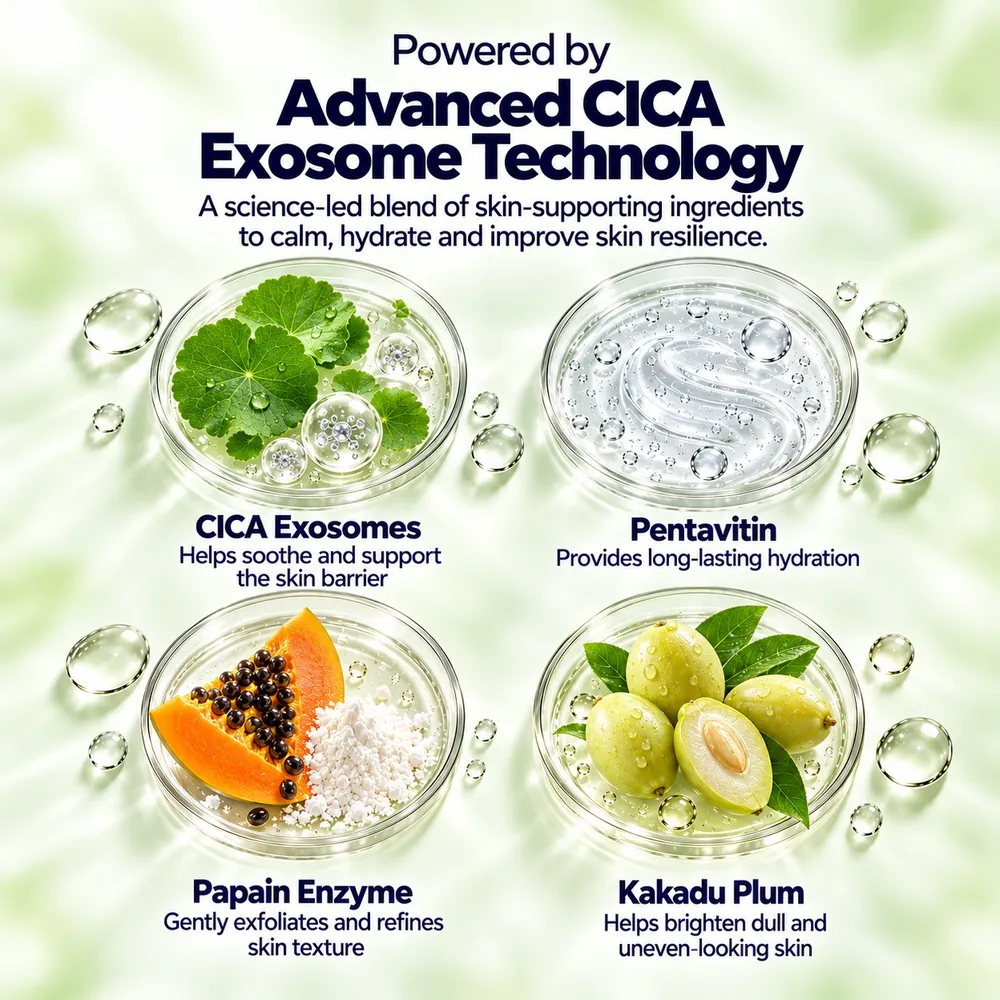 Powered by
Advanced CICA
Exosome Technology
A science-led blend of skin-supporting ingredients
to calm, hydrate and improve skin resilience.
CICA Exosomes
Helps soothe and support
the skin barrier
Pentavitin
Provides long-lasting hydration
Papain Enzyme
Gently exfoliates and refines
skin texture
Kakadu Plum
Helps brighten dull and
uneven-looking skin